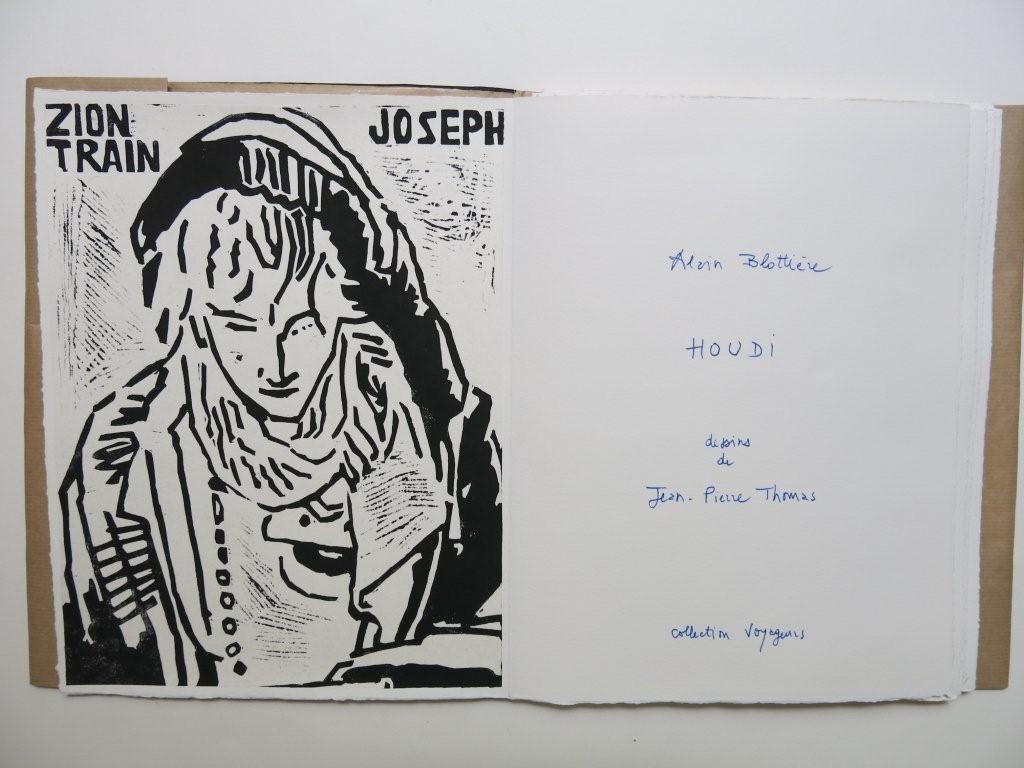 ZION
TRAIN
JOSEPH
Alain Blottière
HOUDi
dessins
de
Jean-Pierre Thomas
collection Voyageurs